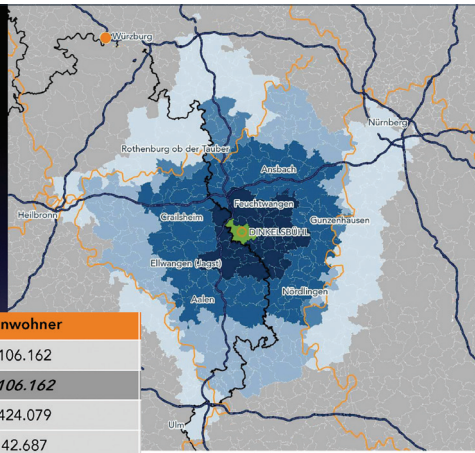 Würzburg
Nürnberg
Rothenburg ob der Tauber
Ansbach
Heilbronn
Feuchtwangen
Crailsheim
Gunzenhausen
DINKELSBÜHL
Ellwangen (Jagst)
Nördlingen
Aalen
nwohner
106.162
106.162
424.079
42.687
Ulm